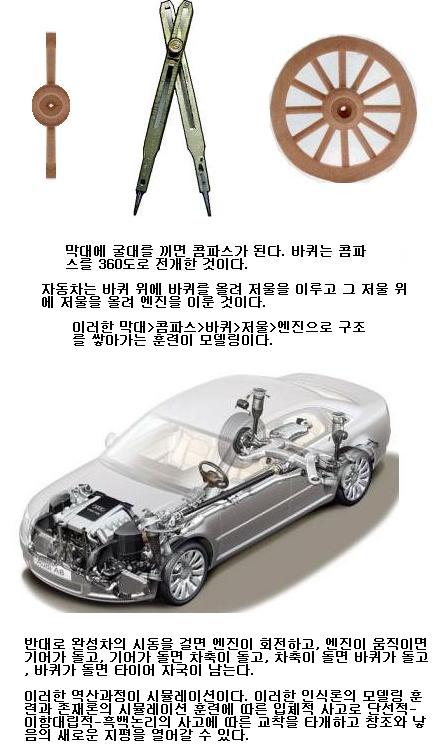 막대에 굴대를 끼면 콤파스가 된다. 바퀴는 콤파
스를 360도로 전개한 것이다.
자동차는 바퀴 위에 바퀴를 올려 저울을 이루고 그 저울 위
에 저울을 올려 엔진을 이룬 것이다.
이러한 막대>콤파스>바퀴>저울>엔진으로 구조
를 쌓아가는 훈련이 모델링이다.
Audi A8
반대로 완성차의 시동을 걸면 엔진이 회전하고, 엔진이 움직이면
기어가 돌고, 기어가 돌면 차축이 돌고, 차축이 돌면 바퀴가 돌고
, 바퀴가 돌면 타이어 자국이 남는다.
이러한 역산과정이 시뮬레이션이다. 이러한 인식론의 모델링 훈
련과 존재론의 시뮬레이션 훈련에 따른 입체적 사고로 단선적-
이항대립적-흑백논리의 사고에 따른 교착을 타개하고 창조와 낳
음의 새로운 지평을 열어갈 수 있다.